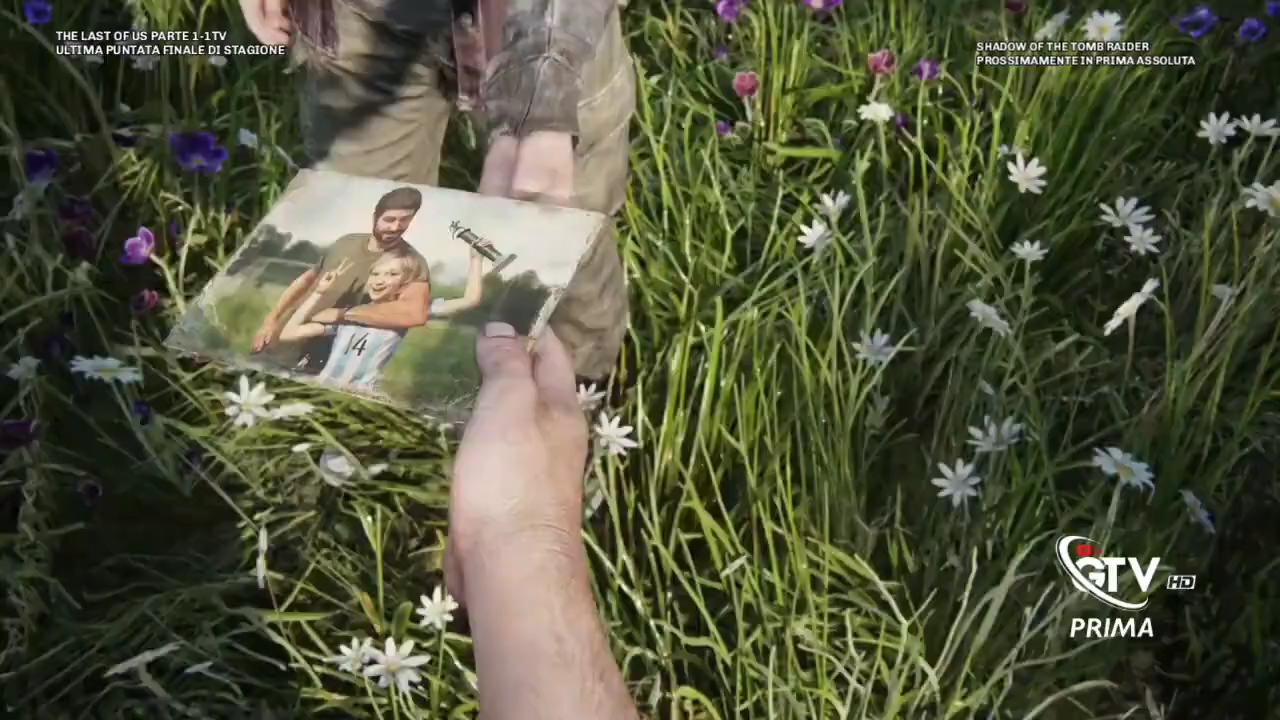 THE LAST OF US PARTE 1-1TV
ULTIMA PUNTATA FINALE DI STAGIONE
SHADOW OF THE TOMB RAIDER
PROSSIMAMENTE IN PRIMA ASSOLUTA
14
GTV HD
PRIMA